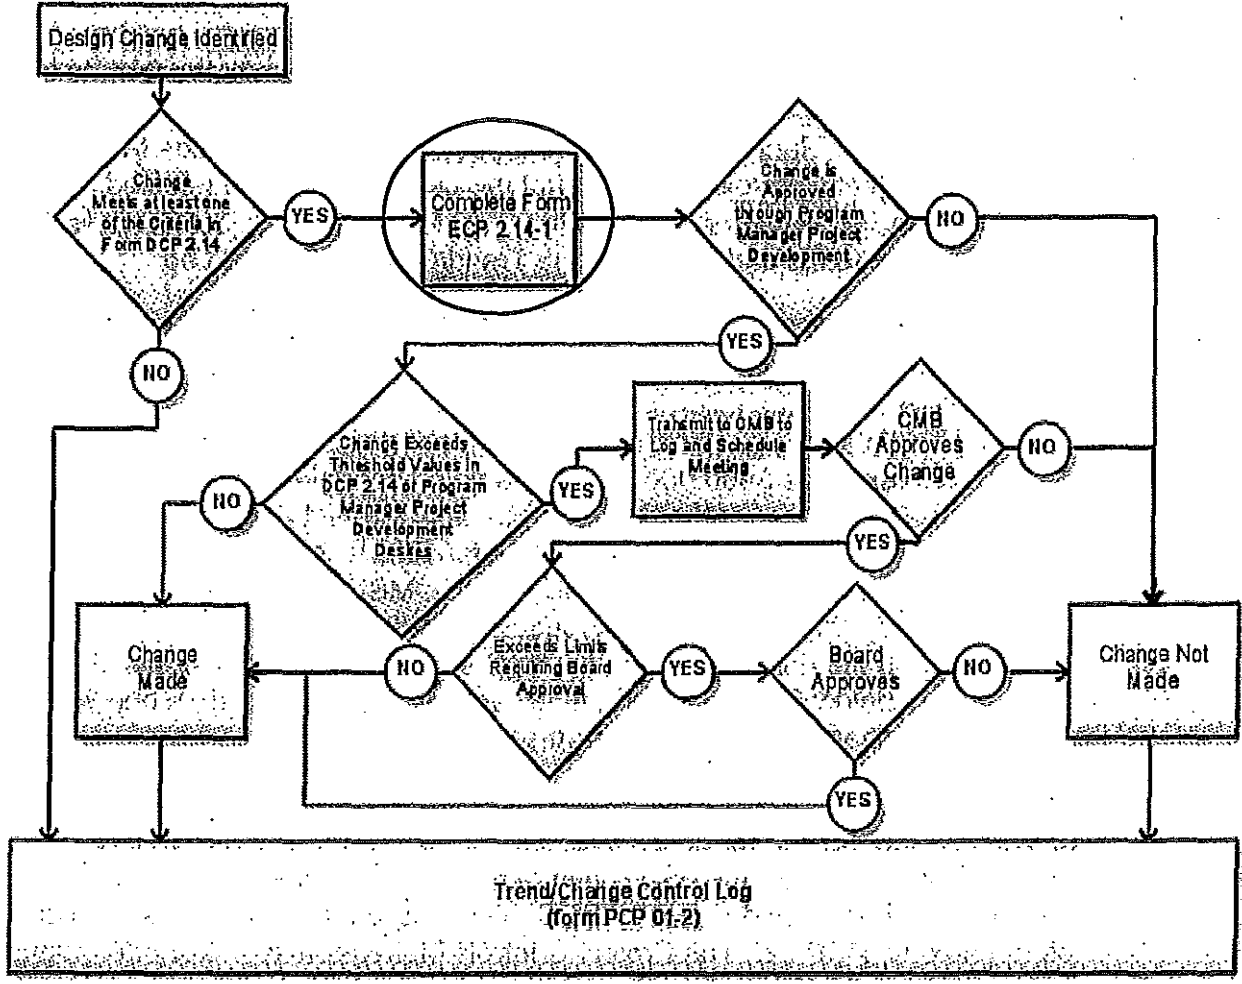 Design Change Identified
Change
Meets at least one
of the Criteria in
Form DCP 2.14
YES
Complete Form
ECP 2.14-1
Change is
Approved
through Program
Manager Project
Development
NO
YES
NO
Change Exceeds
Threshold Values in
DCP 2.14 or Program
Manager Project
Development
Desires
NO
YES
Transmit to CMB to
Log and Schedule
Meeting
CMB
Approves
Change
NO
YES
Change
Made
NO
Exceeds Limits
Requiring Board
Approval
YES
Board
Approves
NO
Change Not
Made
YES
Trend/Change Control Log
(form PCP 01-2)